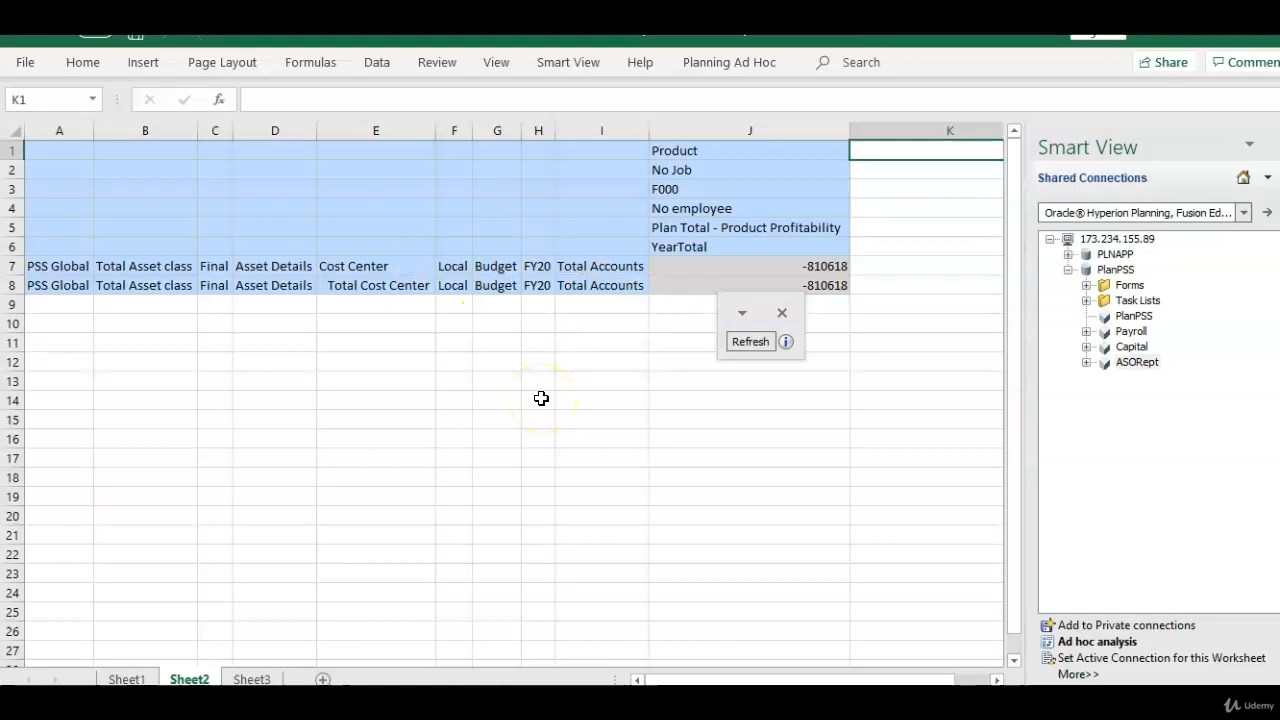 File Home Insert Page Layout Formulas Data Review View Smart View Help Planning Ad Hoc Search Share Commen
K1 fx
A B C D E F G H I J K
1 Product
2 No Job
3 F000
4 No employee
5 Plan Total - Product Profitability
6 YearTotal
7 PSS Global Total Asset class Final Asset Details Cost Center Local Budget FY20 Total Accounts -810618
8 PSS Global Total Asset class Final Asset Details Total Cost Center Local Budget FY20 Total Accounts -810618
9
10
11
12
13
14
15
16
17
18
19
20
21
22
23
24
25
26
27
Refresh
Sheet1 Sheet2 Sheet3
Smart View
Shared Connections
Oracle® Hyperion Planning, Fusion Ed...
173.234.155.89
PLNAPP
PlanPSS
Forms
Task Lists
PlanPSS
Payroll
Capital
ASORept
Add to Private connections
Ad hoc analysis
Set Active Connection for this Worksheet
More>>
Udemy